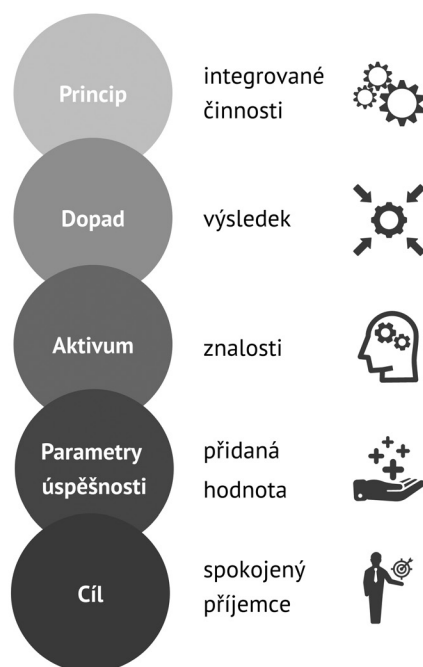 Princip
integrované
činnosti
Dopad
výsledek
Aktivum
znalosti
Parametry
úspěšnosti
přidaná
hodnota
Cíl
spokojený
příjemce